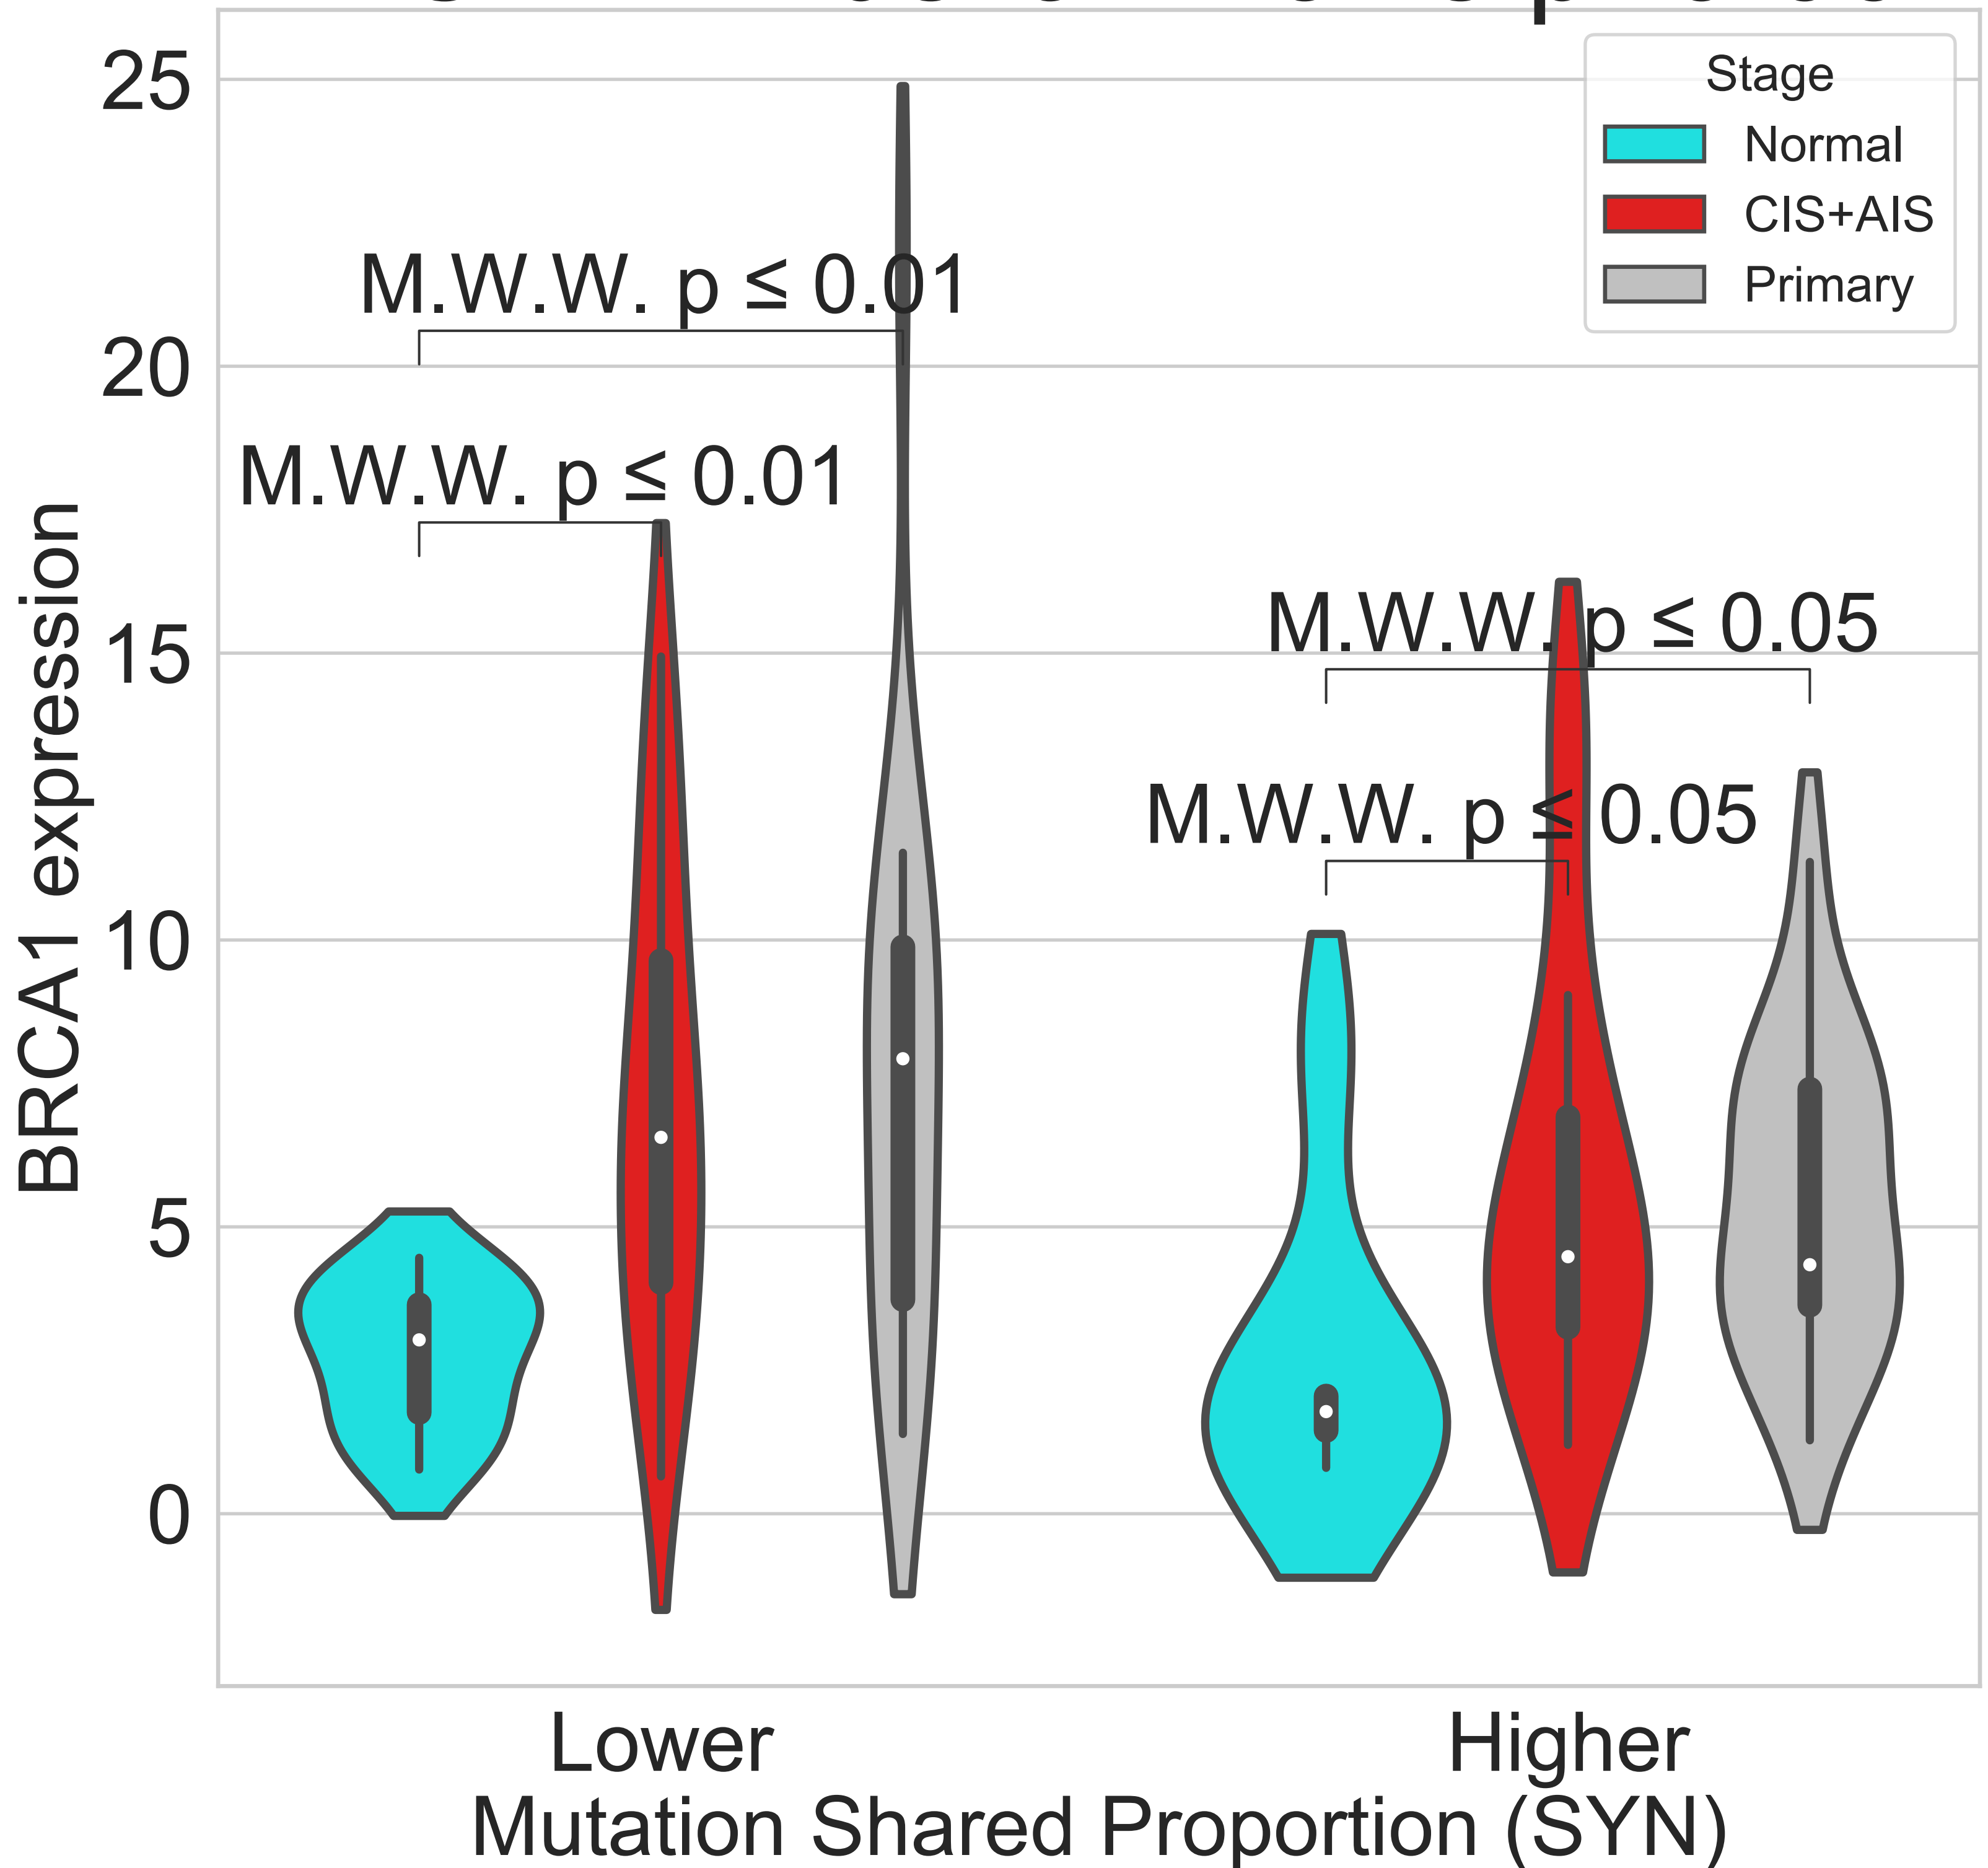 Stage
Normal
CIS+AIS
Primary
25
20
15
10
5
0
BRCA1 expression
M.W.W. p ≤ 0.01
M.W.W. p ≤ 0.01
M.W.W. p ≤ 0.05
M.W.W. p ≤ 0.05
Lower
Higher
Mutation Shared Proportion (SYN)